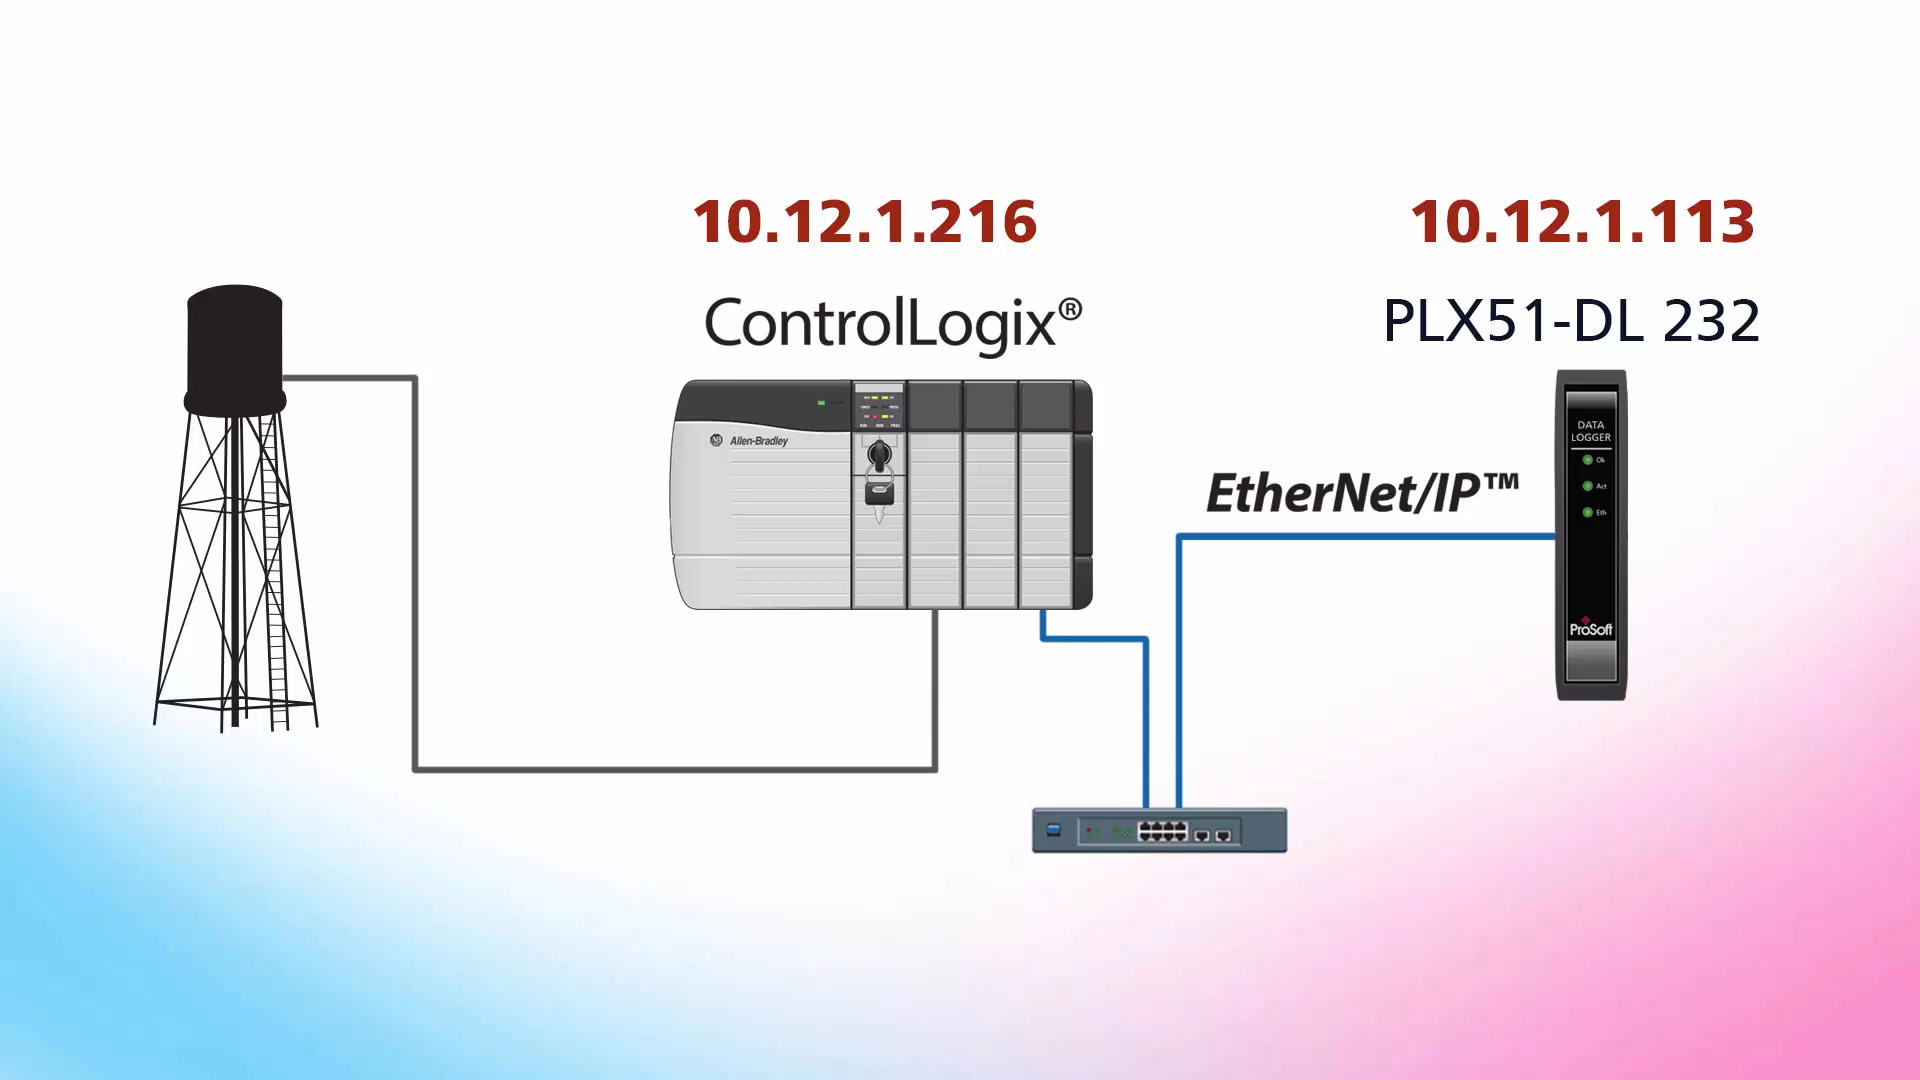 10.12.1.216
10.12.1.113
ControlLogix®
PLX51-DL 232
Allen-Bradley
EtherNet/IP™
DATA
LOGGER
Ok
Act
Eth
ProSoft